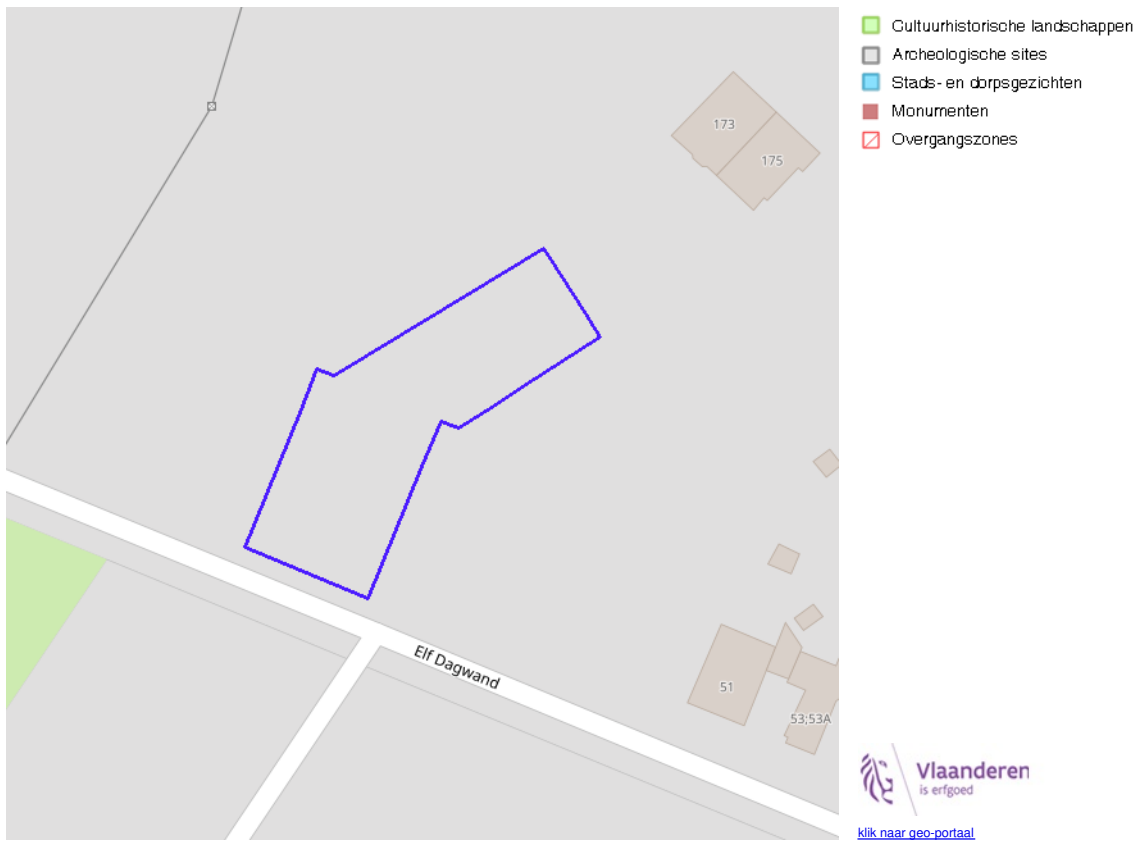 Cultuurhistorische landschappen
Archeologische sites
Stads- en dorpsgezichten
Monumenten
Overgangszones
173
175
Elf Dagwand
51
53;53A
Vlaanderen
is erfgoed
klik naar geo-portaal